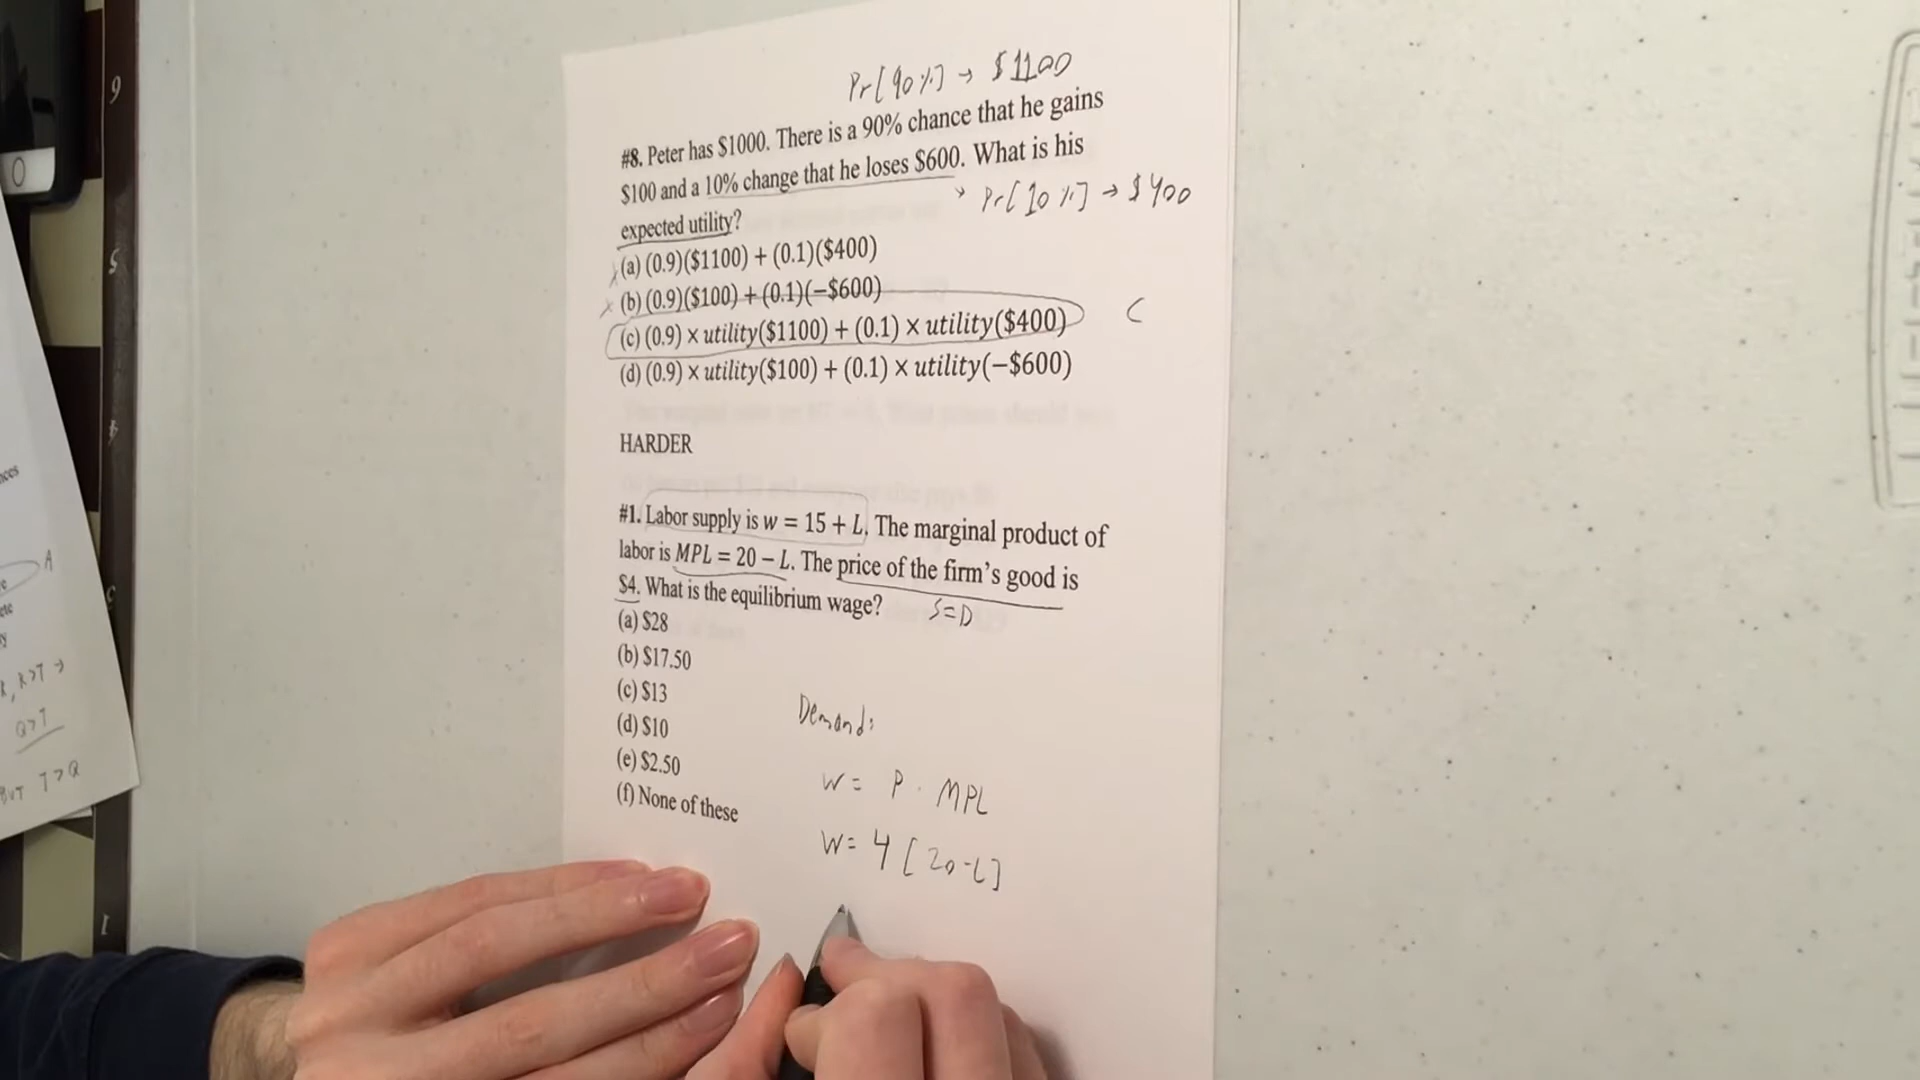 Pr[90%] → $1100
#8. Peter has $1000. There is a 90% chance that he gains
$100 and a 10% change that he loses $600. What is his
→ Pr[10%] → $400
expected utility?
x (a) (0.9)($1100) + (0.1)($400)
x (b) (0.9)($100) + (0.1)(−$600)
(c) (0.9) × utility($1100) + (0.1) × utility($400) C
(d) (0.9) × utility($100) + (0.1) × utility(−$600)
HARDER
#1. Labor supply is w = 15 + L. The marginal product of
labor is MPL = 20 − L. The price of the firm's good is
$4. What is the equilibrium wage? S=D
(a) $28
(b) $17.50
(c) $13
(d) $10
(e) $2.50
(f) None of these
Demand:
W = P · MPL
W = 4 [20-L]
6
5
4
1
A
Q>T
BUT T>Q